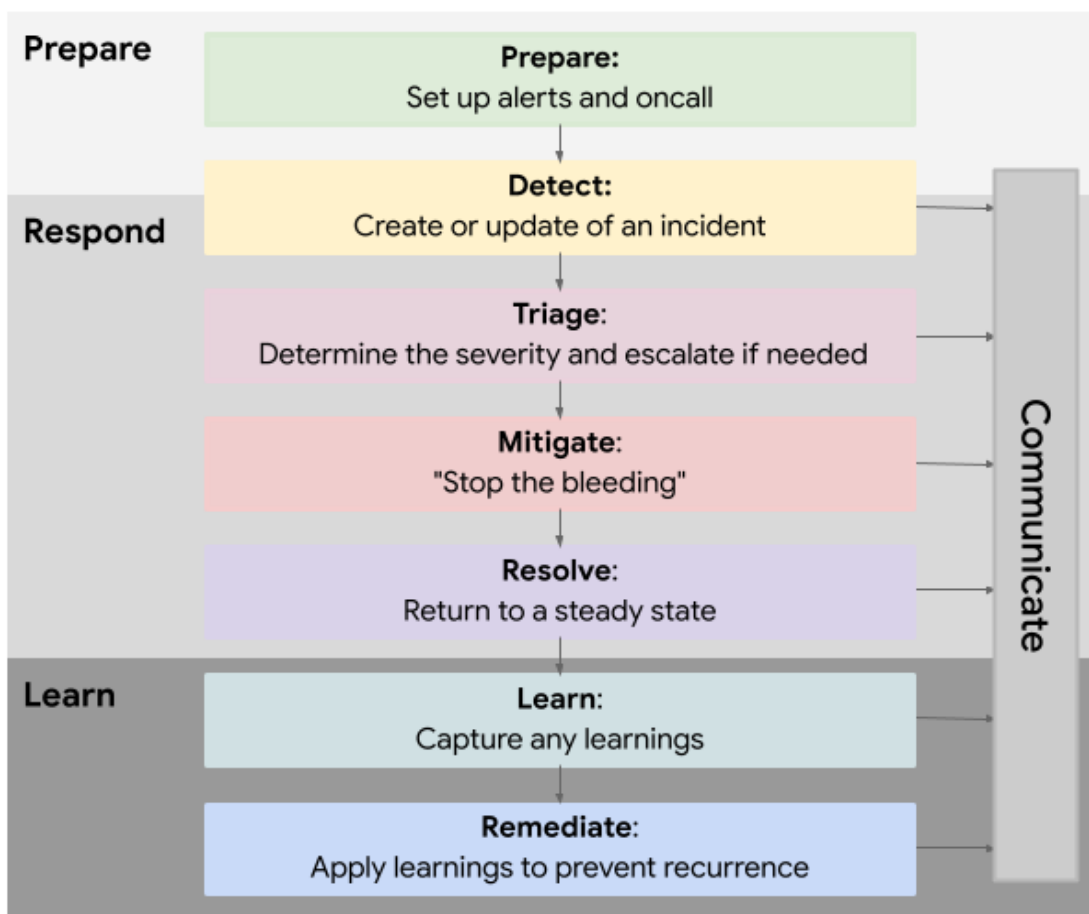 Prepare
Prepare:
Set up alerts and oncall
Detect:
Create or update of an incident
Respond
Triage:
Determine the severity and escalate if needed
Mitigate:
"Stop the bleeding"
Resolve:
Return to a steady state
Learn
Learn:
Capture any learnings
Remediate:
Apply learnings to prevent recurrence
Communicate